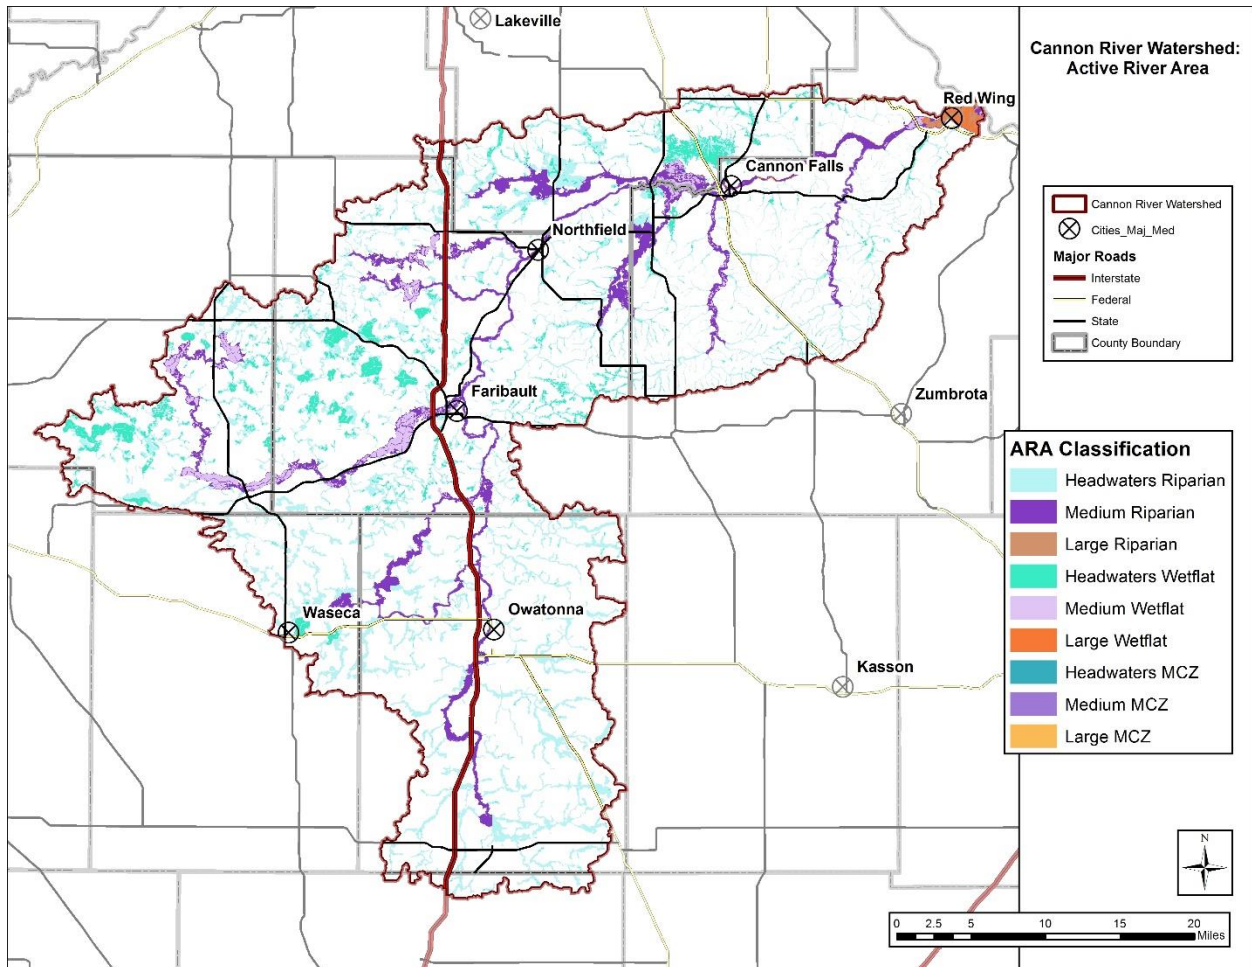 Lakeville
Cannon River Watershed:
Active River Area
Red Wing
Cannon Falls
Northfield
Faribault
Zumbrota
Waseca
Owatonna
Kasson
Cannon River Watershed
Cities_Maj_Med
Major Roads
Interstate
Federal
State
County Boundary
ARA Classification
Headwaters Riparian
Medium Riparian
Large Riparian
Headwaters Wetflat
Medium Wetflat
Large Wetflat
Headwaters MCZ
Medium MCZ
Large MCZ
N
0 2.5 5 10 15 20
Miles